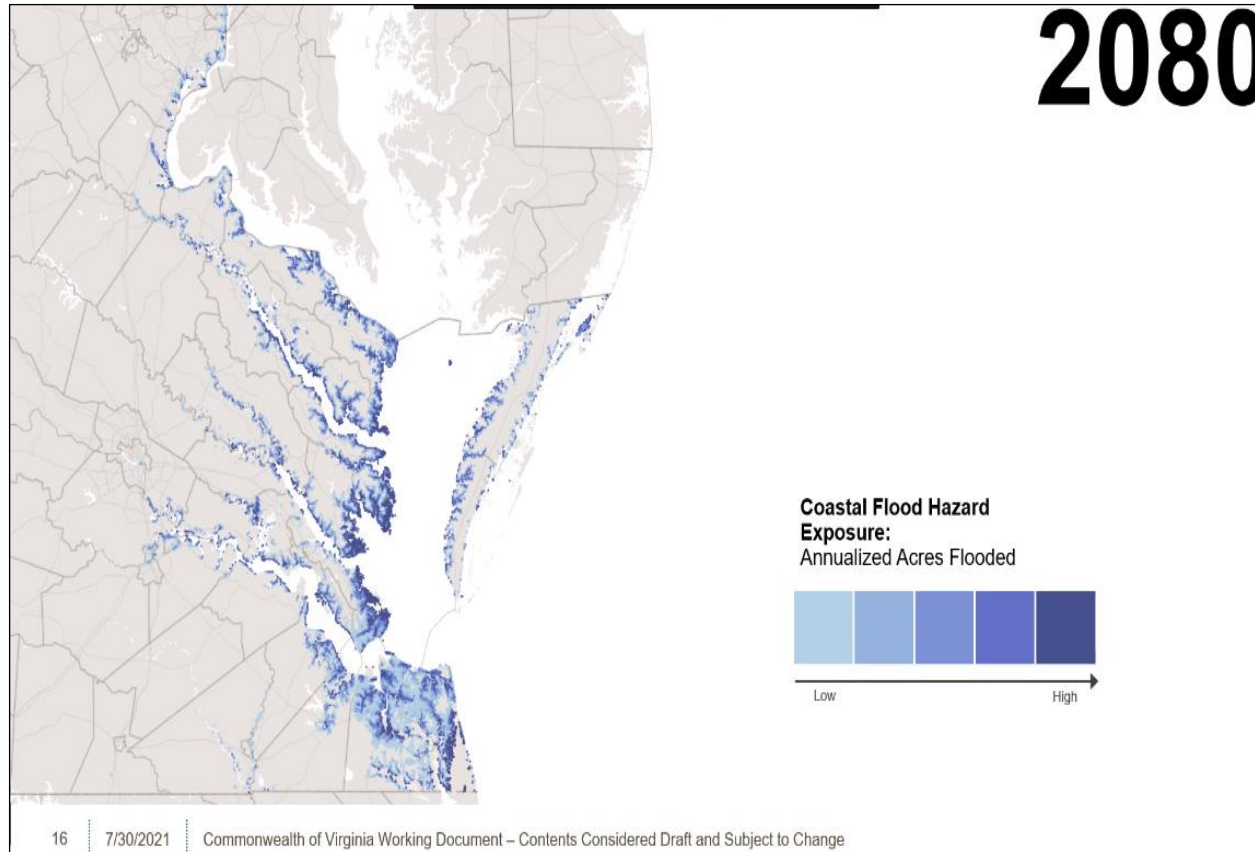 2080
Coastal Flood Hazard
Exposure:
Annualized Acres Flooded
Low
High
16
7/30/2021
Commonwealth of Virginia Working Document – Contents Considered Draft and Subject to Change